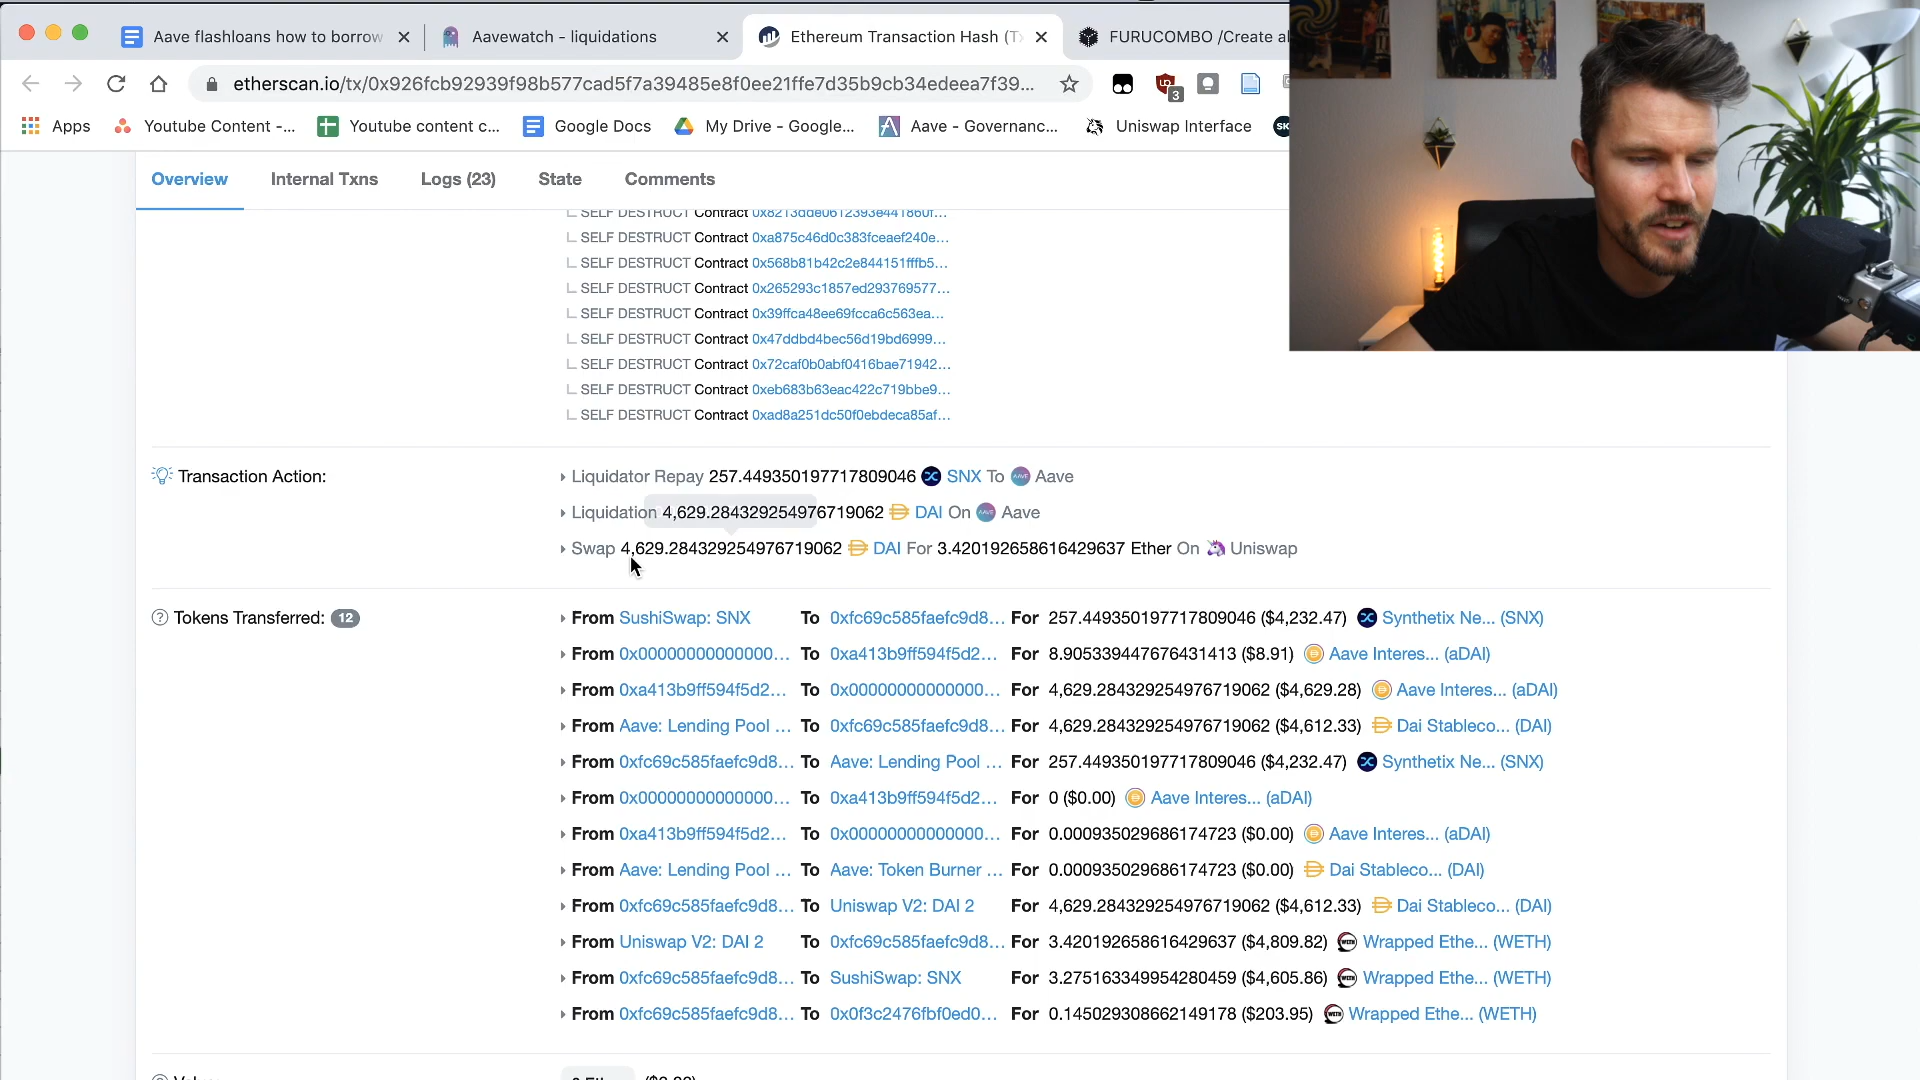 Aave flashloans how to borrow
Aavewatch - liquidations
Ethereum Transaction Hash (Tx
FURUCOMBO /Create al
etherscan.io/tx/0x926fcb92939f98b577cad5f7a39485e8f0ee21ffe7d35b9cb34edeea7f39...
3
Apps
Youtube Content -...
Youtube content c...
Google Docs
My Drive - Google...
Aave - Governanc...
Uniswap Interface
SK
Overview
Internal Txns
Logs (23)
State
Comments
SELF DESTRUCT Contract 0x8213dde0612393e441860f...
SELF DESTRUCT Contract 0xa875c46d0c383fceaef240e...
SELF DESTRUCT Contract 0x568b81b42c2e844151fffb5...
SELF DESTRUCT Contract 0x265293c1857ed293769577...
SELF DESTRUCT Contract 0x39ffca48ee69fcca6c563ea...
SELF DESTRUCT Contract 0x47ddbd4bec56d19bd6999...
SELF DESTRUCT Contract 0x72caf0b0abf0416bae71942...
SELF DESTRUCT Contract 0xeb683b63eac422c719bbe9...
SELF DESTRUCT Contract 0xad8a251dc50f0ebdeca85af...
Transaction Action:
Liquidator Repay 257.449350197717809046 SNX To Aave
Liquidation 4,629.284329254976719062 DAI On Aave
Swap 4,629.284329254976719062 DAI For 3.420192658616429637 Ether On Uniswap
Tokens Transferred: 12
From SushiSwap: SNX To 0xfc69c585faefc9d8... For 257.449350197717809046 ($4,232.47) Synthetix Ne... (SNX)
From 0x00000000000000... To 0xa413b9ff594f5d2... For 8.905339447676431413 ($8.91) Aave Interes... (aDAI)
From 0xa413b9ff594f5d2... To 0x00000000000000... For 4,629.284329254976719062 ($4,629.28) Aave Interes... (aDAI)
From Aave: Lending Pool ... To 0xfc69c585faefc9d8... For 4,629.284329254976719062 ($4,612.33) Dai Stableco... (DAI)
From 0xfc69c585faefc9d8... To Aave: Lending Pool ... For 257.449350197717809046 ($4,232.47) Synthetix Ne... (SNX)
From 0x00000000000000... To 0xa413b9ff594f5d2... For 0 ($0.00) Aave Interes... (aDAI)
From 0xa413b9ff594f5d2... To 0x00000000000000... For 0.000935029686174723 ($0.00) Aave Interes... (aDAI)
From Aave: Lending Pool ... To Aave: Token Burner ... For 0.000935029686174723 ($0.00) Dai Stableco... (DAI)
From 0xfc69c585faefc9d8... To Uniswap V2: DAI 2 For 4,629.284329254976719062 ($4,612.33) Dai Stableco... (DAI)
From Uniswap V2: DAI 2 To 0xfc69c585faefc9d8... For 3.420192658616429637 ($4,809.82) Wrapped Ethe... (WETH)
From 0xfc69c585faefc9d8... To SushiSwap: SNX For 3.275163349954280459 ($4,605.86) Wrapped Ethe... (WETH)
From 0xfc69c585faefc9d8... To 0x0f3c2476fbf0ed0... For 0.145029308662149178 ($203.95) Wrapped Ethe... (WETH)